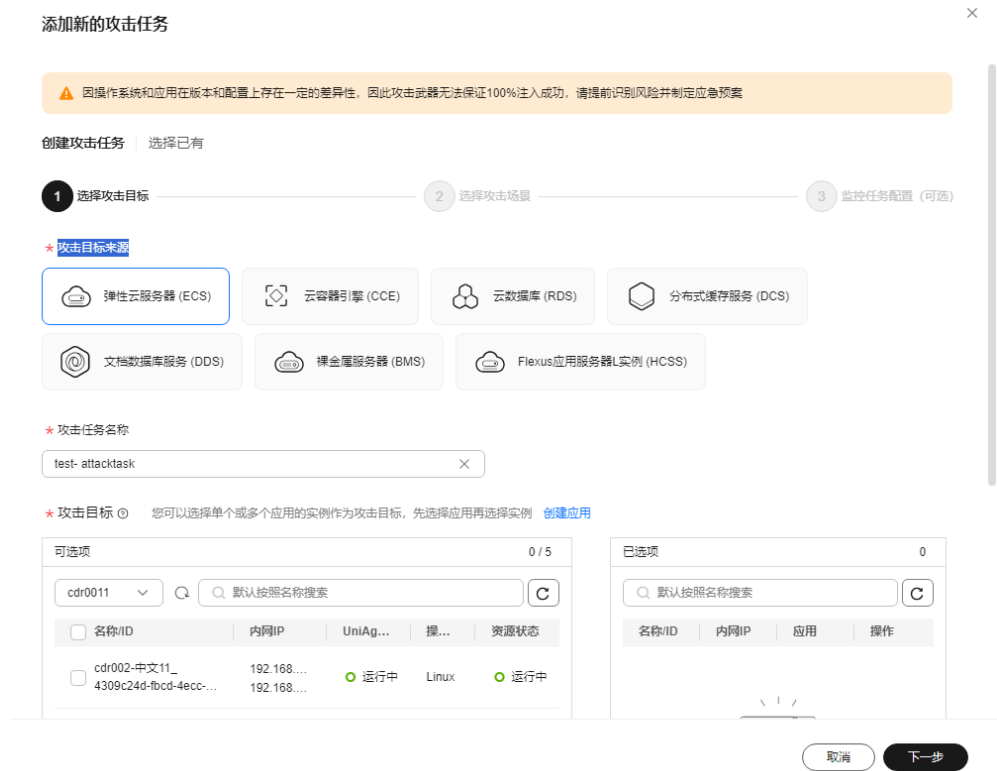 添加新的攻击任务
因操作系统和应用在版本和配置上存在一定的差异性，因此攻击武器无法保证100%注入成功，请提前识别风险并制定应急预案
创建攻击任务 选择已有
1 选择攻击目标 2 选择攻击场景 3 监控任务配置 (可选)
* 攻击目标来源
弹性云服务器 (ECS) 云容器引擎 (CCE) 云数据库 (RDS) 分布式缓存服务 (DCS)
文档数据库服务 (DDS) 裸金属服务器 (BMS) Flexus应用服务器L实例 (HCSS)
* 攻击任务名称
test- attacktask
* 攻击目标 您可以选择单个或多个应用的实例作为攻击目标，先选择应用再选择实例 创建应用
可选项 0 / 5 已选项 0
cdr0011 默认按照名称搜索 默认按照名称搜索
名称/ID 内网IP UniAg... 操... 资源状态 名称/ID 内网IP 应用 操作
cdr002-中文11_ 192.168.... 运行中 Linux 运行中
4309c24d-fbcd-4ecc-... 192.168....
取消 下一步